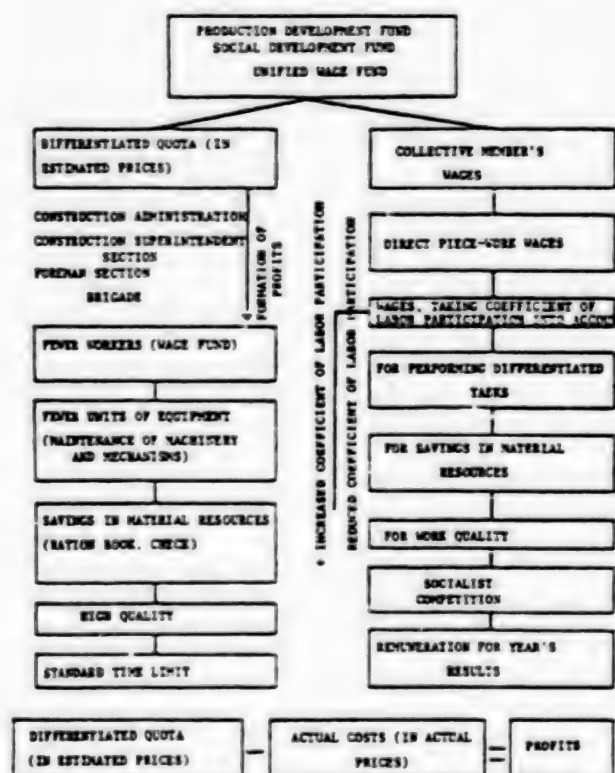 PRODUCTION DEVELOPMENT FUND
SOCIAL DEVELOPMENT FUND
UNIFIED WAGE FUND
DIFFERENTIATED QUOTA (IN
ESTIMATED PRICES)
CONSTRUCTION ADMINISTRATION
CONSTRUCTION SUPERINTENDENT
SECTION
FOREMAN SECTION
BRIGADE
FORMATION OF
PROFITS
FEWER WORKERS (WAGE FUND)
FEWER UNITS OF EQUIPMENT
(MAINTENANCE OF MACHINERY
AND MECHANISMS)
SAVINGS IN MATERIAL RESOURCES
(RATION BOOK, CHECK)
HIGH QUALITY
STANDARD TIME LIMIT
+ INCREASED COEFFICIENT OF LABOR PARTICIPATION
REDUCED COEFFICIENT OF LABOR PARTICIPATION
COLLECTIVE MEMBER'S
WAGES
DIRECT PIECE-WORK WAGES
WAGES, TAKING COEFFICIENT OF
LABOR PARTICIPATION INTO ACCOU
FOR PERFORMING DIFFERENTIATED
TASKS
FOR SAVINGS IN MATERIAL
RESOURCES
FOR WORK QUALITY
SOCIALIST
COMPETITION
REMUNERATION FOR YEAR'S
RESULTS
DIFFERENTIATED QUOTA
(IN ESTIMATED PRICES)
—
ACTUAL COSTS (IN ACTUAL
PRICES)
=
PROFITS